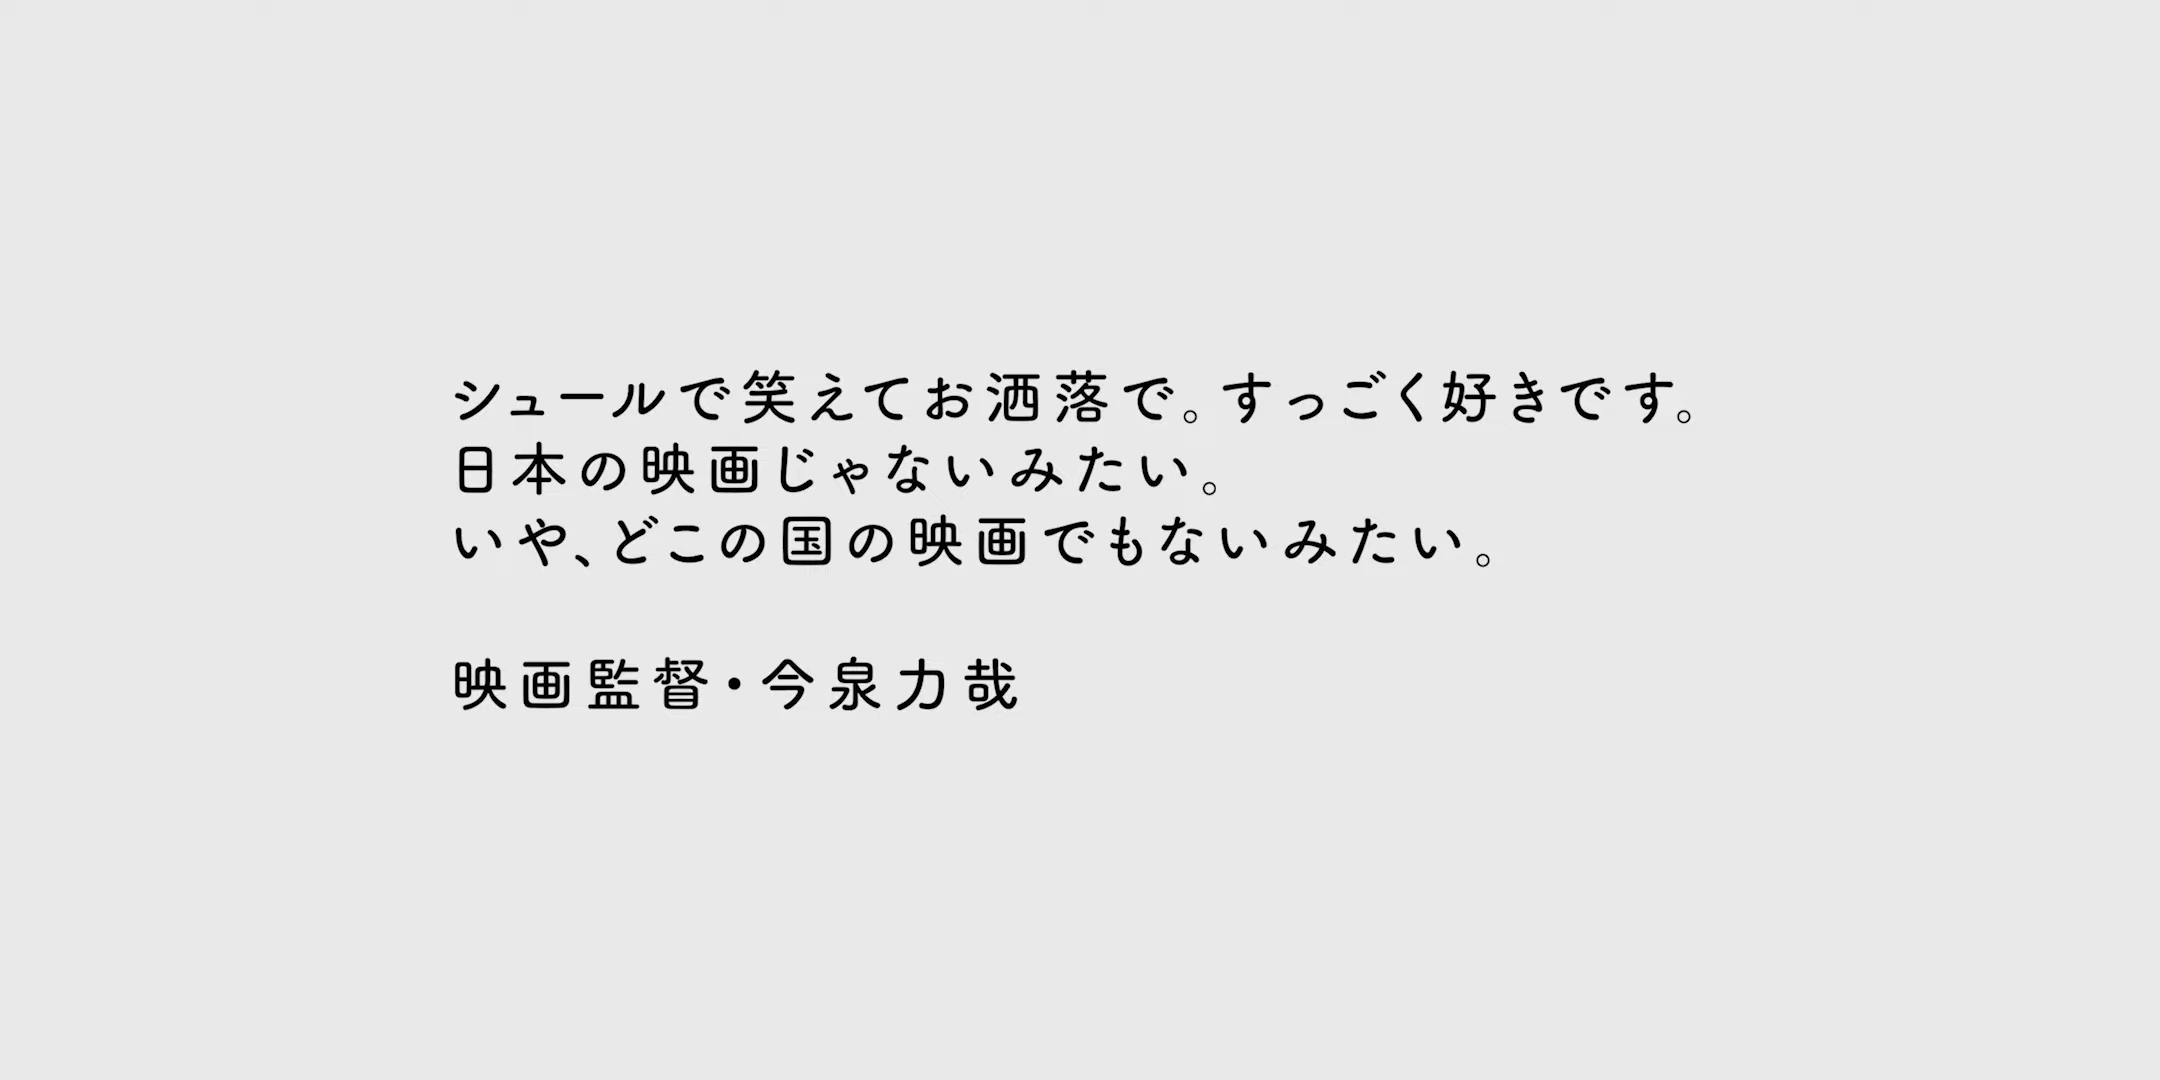 シュールで笑えてお洒落で。すっごく好きです。
日本の映画じゃないみたい。
いや、どこの国の映画でもないみたい。
映画監督・今泉力哉